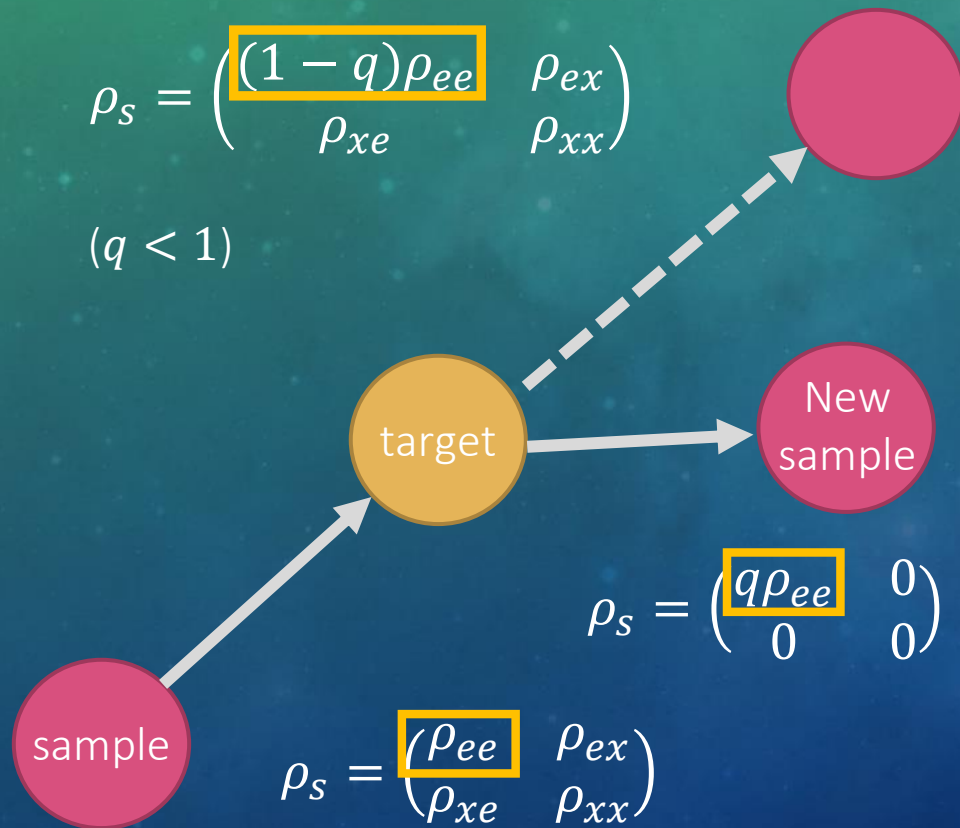 ρ_s = ((1 − q)ρ_ee ρ_ex
ρ_xe ρ_xx)
(q < 1)
target
New
sample
ρ_s = (qρ_ee 0
0 0)
sample
ρ_s = (ρ_ee ρ_ex
ρ_xe ρ_xx)